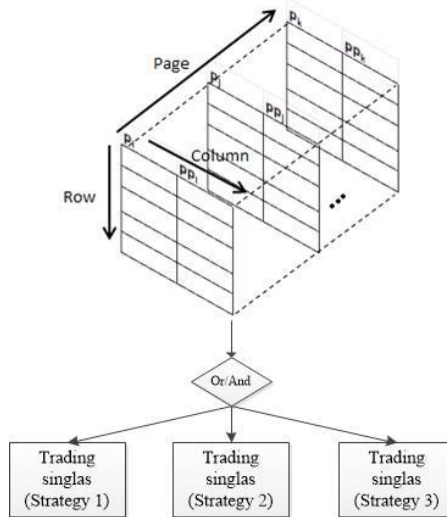 p_k
pp_k
Page
p_j
pp_j
p_i
Column
pp_i
Row
...
Or/And
Trading
singlas
(Strategy 1)
Trading
singlas
(Strategy 2)
Trading
singlas
(Strategy 3)